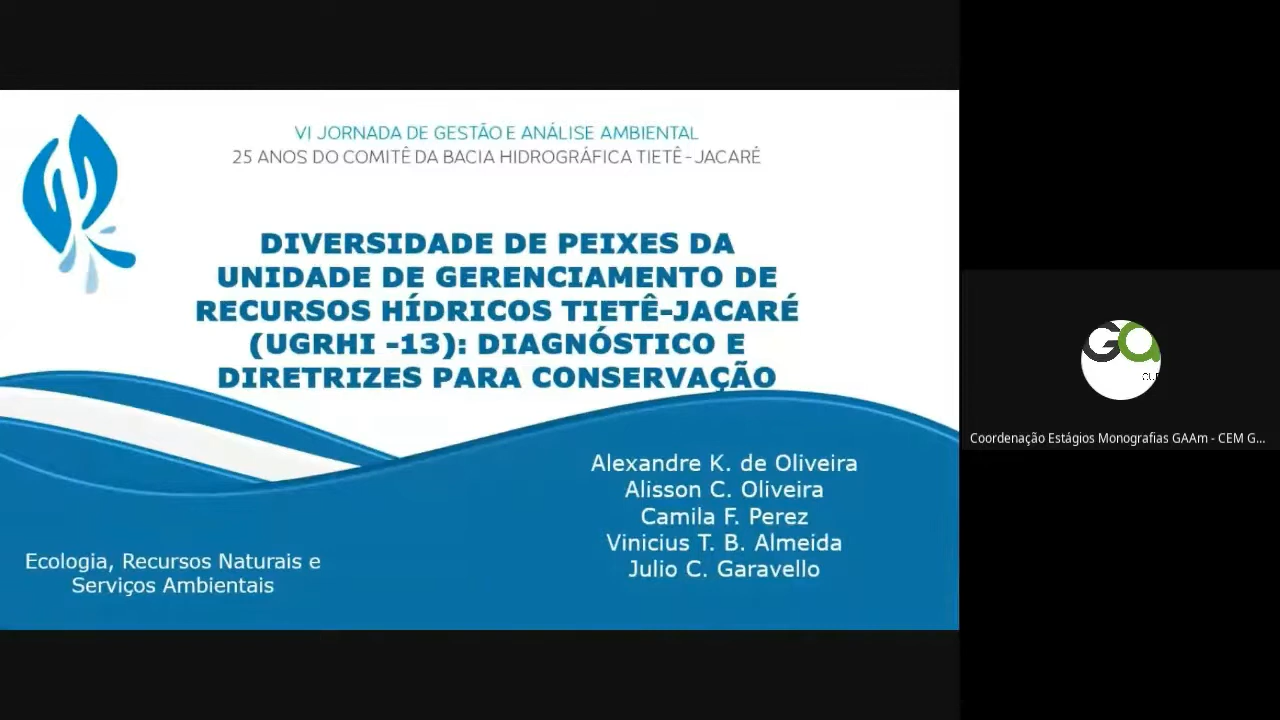 VI JORNADA DE GESTÃO E ANÁLISE AMBIENTAL
25 ANOS DO COMITÊ DA BACIA HIDROGRÁFICA TIETÊ - JACARÉ
DIVERSIDADE DE PEIXES DA
UNIDADE DE GERENCIAMENTO DE
RECURSOS HÍDRICOS TIETÊ-JACARÉ
(UGRHI -13): DIAGNÓSTICO E
DIRETRIZES PARA CONSERVAÇÃO
Alexandre K. de Oliveira
Alisson C. Oliveira
Camila F. Perez
Vinicius T. B. Almeida
Julio C. Garavello
Ecologia, Recursos Naturais e
Serviços Ambientais
Coordenação Estágios Monografias GAAm - CEM G...